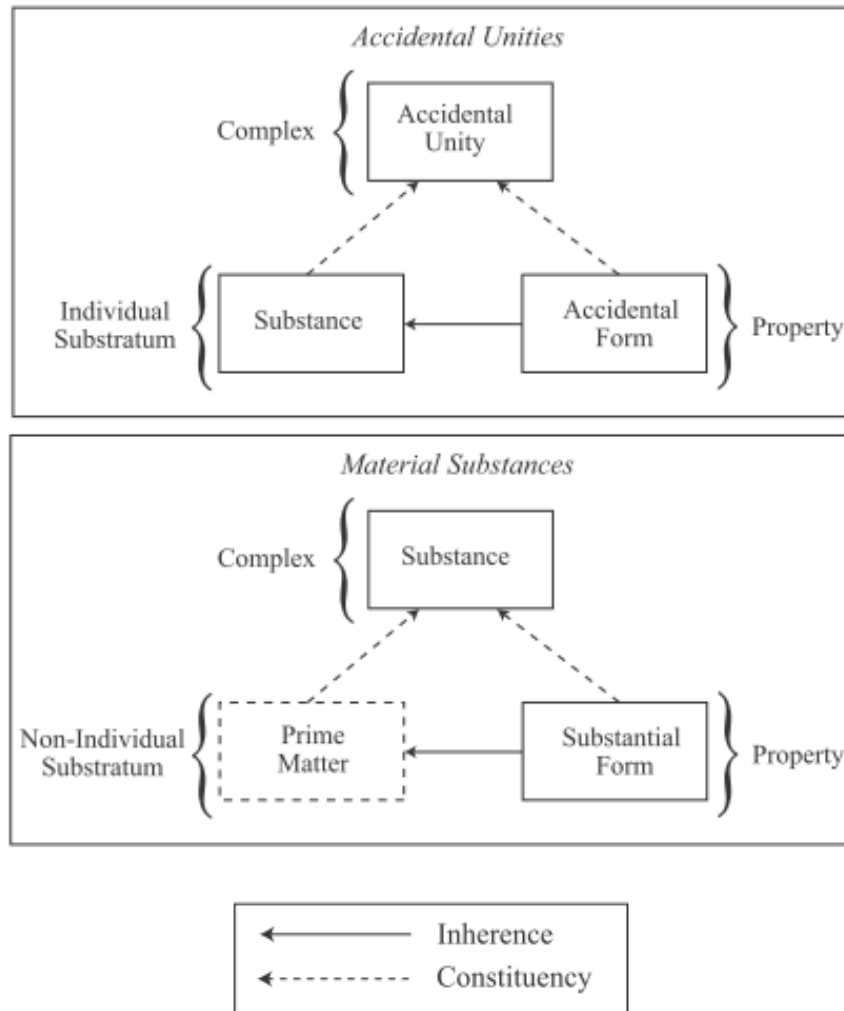 Accidental Unities
Complex
Accidental
Unity
Individual
Substratum
Substance
Accidental
Form
Property
Material Substances
Complex
Substance
Non-Individual
Substratum
Prime
Matter
Substantial
Form
Property
Inherence
Constituency